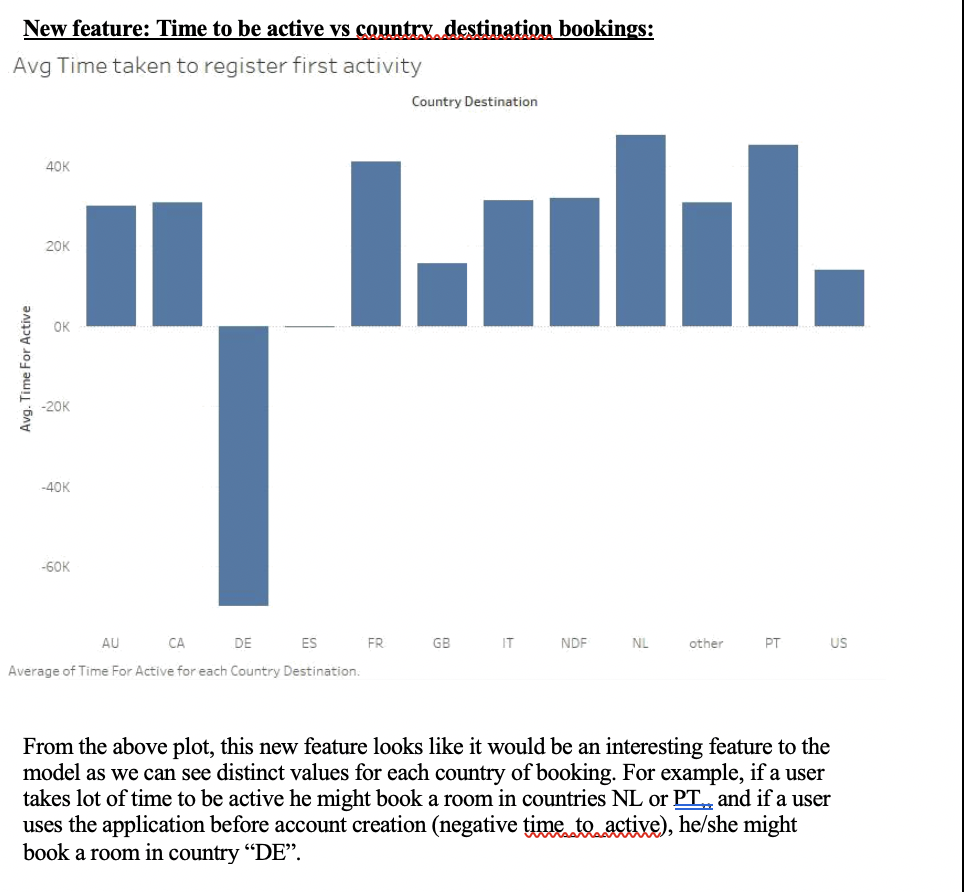 New feature: Time to be active vs country_destination bookings:
Avg Time taken to register first activity
Country Destination
40K
20K
0K
-20K
-40K
-60K
Avg. Time For Active
AU CA DE ES FR GB IT NDF NL other PT US
Average of Time For Active for each Country Destination.
From the above plot, this new feature looks like it would be an interesting feature to the
model as we can see distinct values for each country of booking. For example, if a user
takes lot of time to be active he might book a room in countries NL or PT,, and if a user
uses the application before account creation (negative time_to_active), he/she might
book a room in country “DE”.